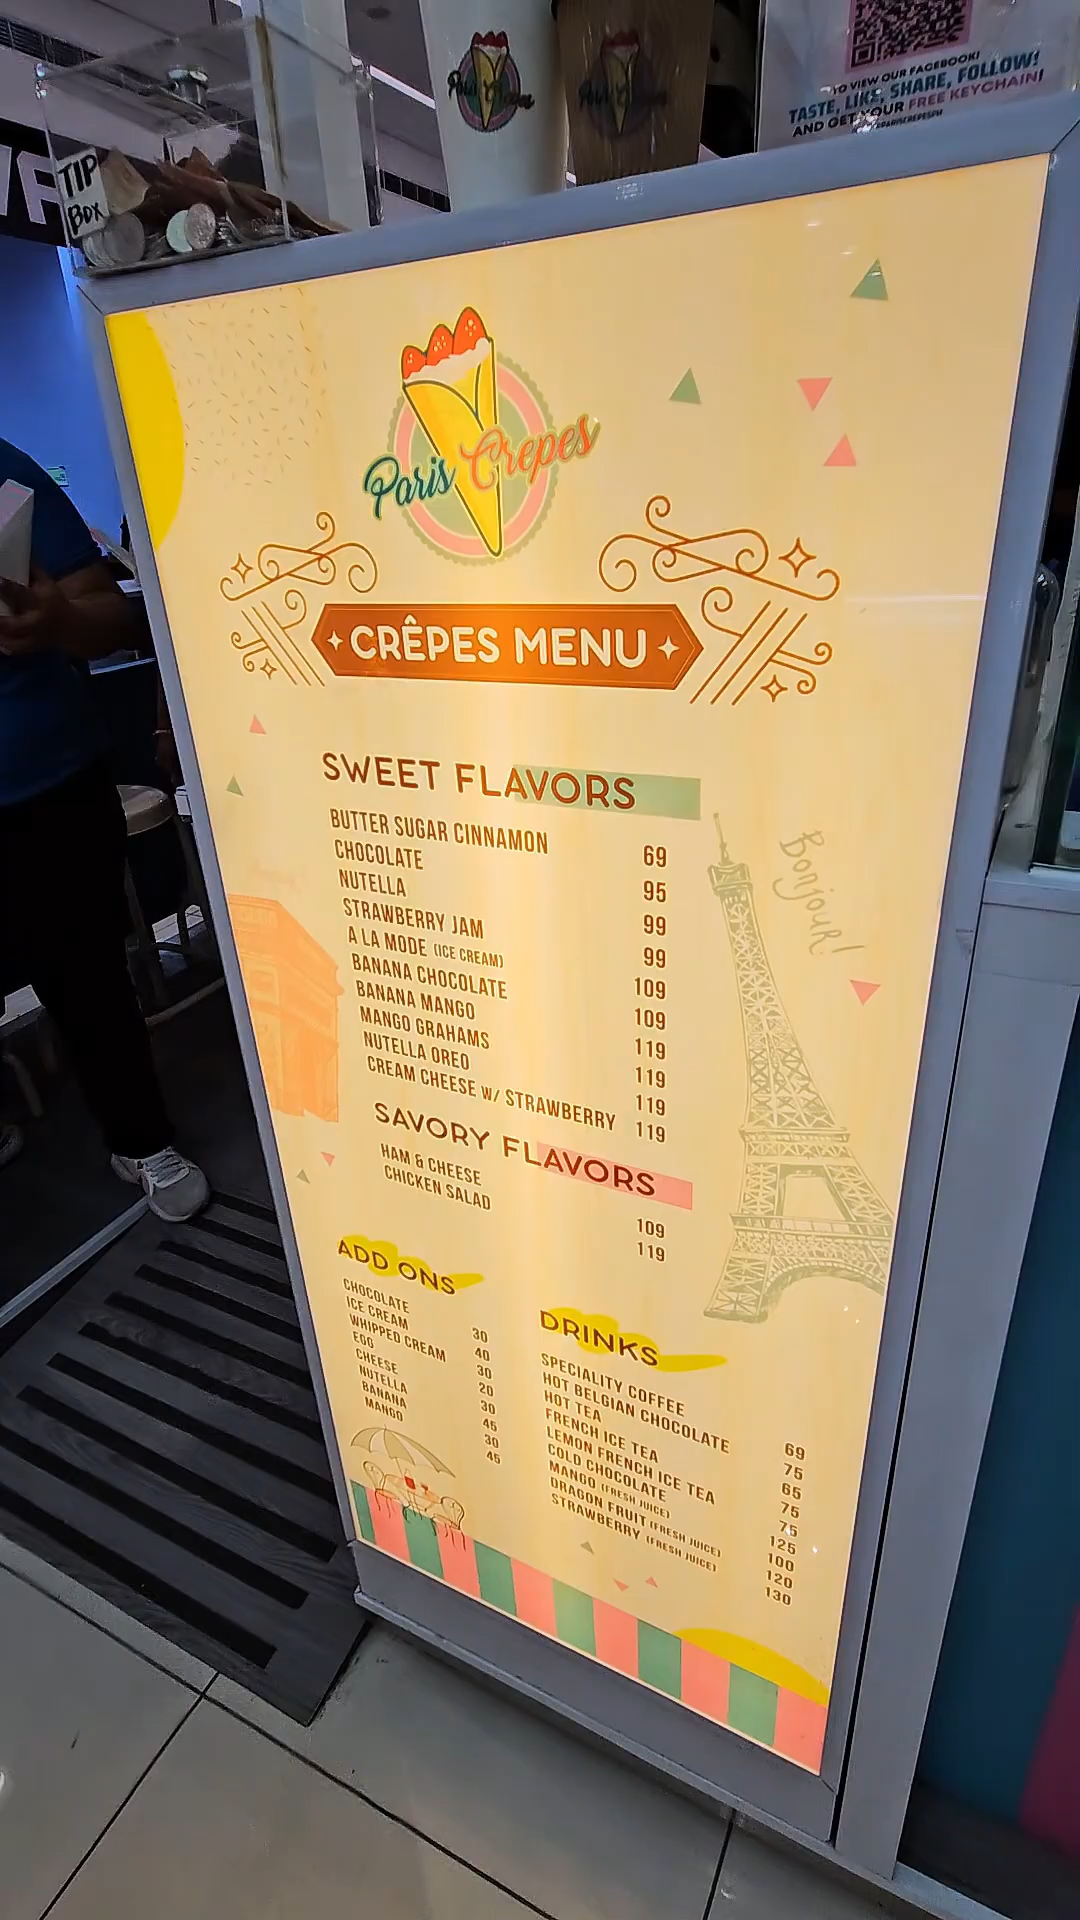 TIP
BOX
TO VIEW OUR FACEBOOK!
TASTE, LIKE, SHARE, FOLLOW!
AND GET YOUR FREE KEYCHAIN!
Paris Crepes
CRÊPES MENU
SWEET FLAVORS
BUTTER SUGAR CINNAMON 69
CHOCOLATE 95
NUTELLA 99
STRAWBERRY JAM 99
A LA MODE (ICE CREAM) 109
BANANA CHOCOLATE 109
BANANA MANGO 119
MANGO GRAHAMS 119
NUTELLA OREO 119
CREAM CHEESE W/ STRAWBERRY 119
Bonjour!
SAVORY FLAVORS
HAM & CHEESE 109
CHICKEN SALAD 119
ADD ONS
CHOCOLATE 30
ICE CREAM 40
WHIPPED CREAM 30
EGG 20
CHEESE 30
NUTELLA 45
BANANA 30
MANGO 45
DRINKS
SPECIALITY COFFEE 69
HOT BELGIAN CHOCOLATE 75
HOT TEA 65
FRENCH ICE TEA 75
LEMON FRENCH ICE TEA 75
COLD CHOCOLATE 125
MANGO (FRESH JUICE) 100
DRAGON FRUIT (FRESH JUICE) 120
STRAWBERRY (FRESH JUICE) 130